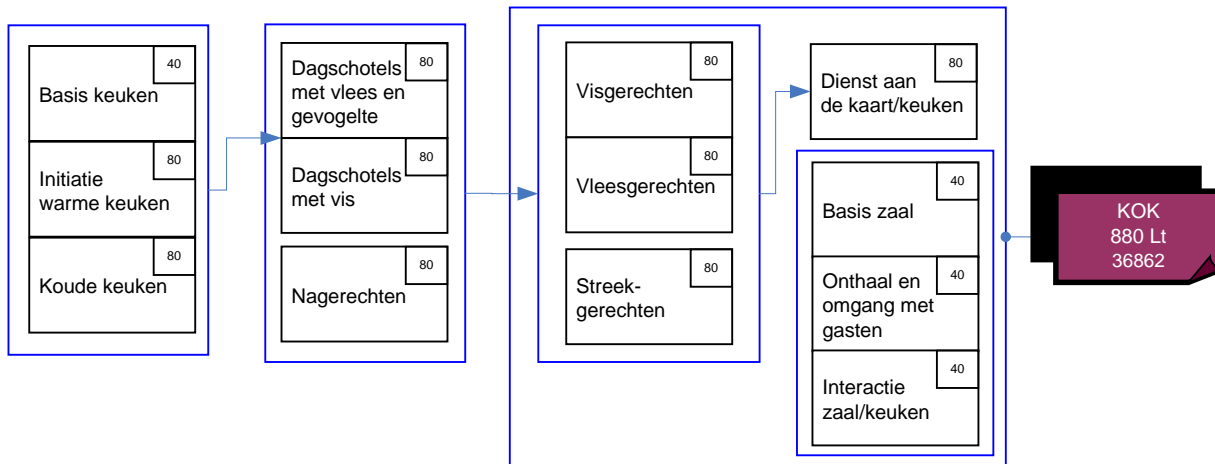 40
Basis keuken
80
Initiatie
warme keuken
80
Koude keuken
80
Dagschotels
met vlees en
gevogelte
80
Dagschotels
met vis
80
Nagerechten
80
Visgerechten
80
Vleesgerechten
80
Streek-
gerechten
80
Dienst aan
de kaart/keuken
40
Basis zaal
40
Onthaal en
omgang met
gasten
40
Interactie
zaal/keuken
KOK
880 Lt
36862